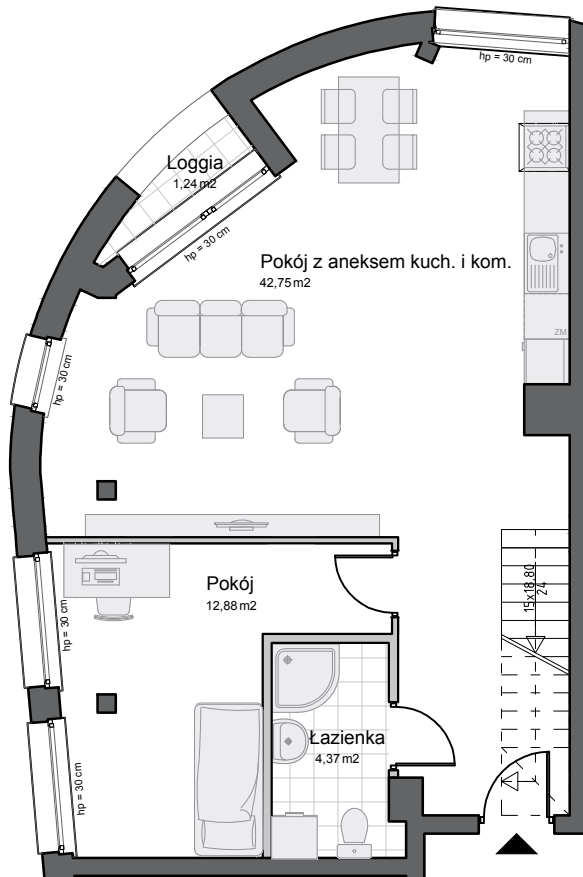 hp = 30 cm
Loggia
1,24 m2
hp = 30 cm
Pokój z aneksem kuch. i kom.
42,75 m2
ZM
hp = 30 cm
15x18.80
24
Pokój
12,88 m2
hp = 30 cm
Łazienka
4,37 m2
hp = 30 cm